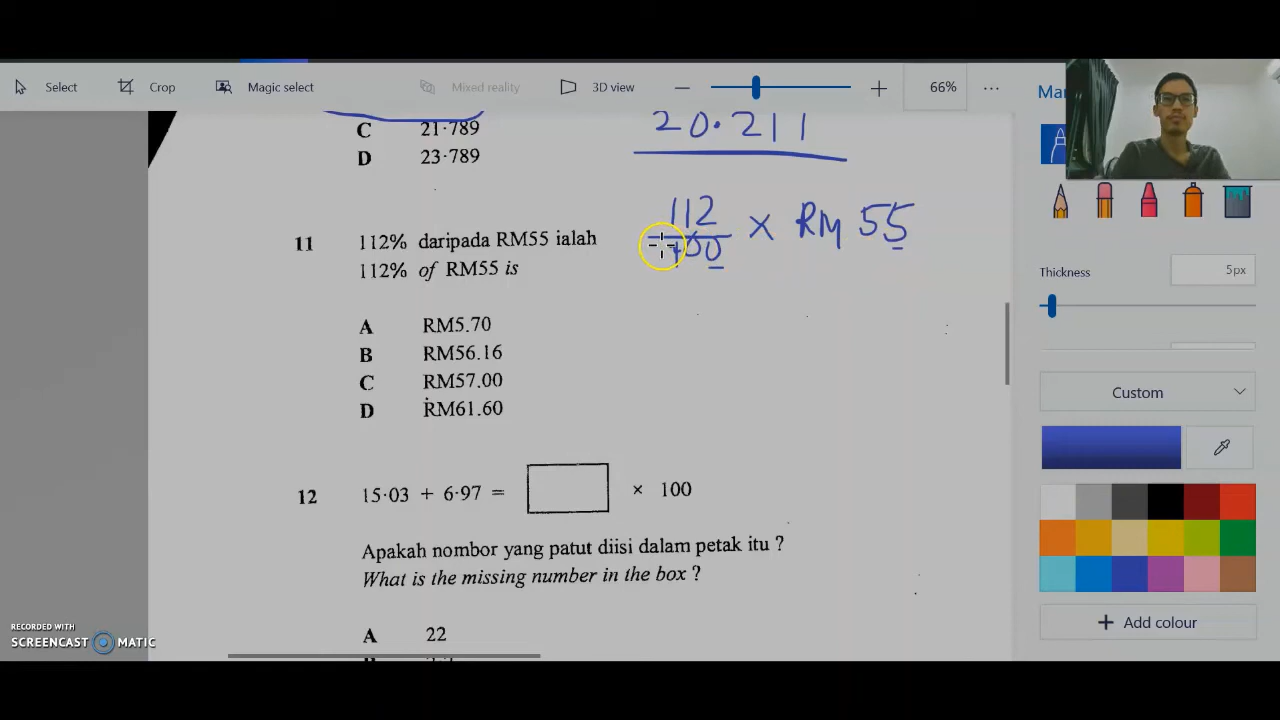 Select Crop Magic select Mixed reality 3D view 66% ...
Ma
20.211
C 21·789
D 23·789
112/100 × RM 55
11 112% daripada RM55 ialah
112% of RM55 is
A RM5.70
B RM56.16
C RM57.00
D RM61.60
12 15·03 + 6·97 = × 100
Apakah nombor yang patut diisi dalam petak itu ?
What is the missing number in the box ?
A 22
Thickness
5px
Custom
+ Add colour
RECORDED WITH
SCREENCAST MATIC